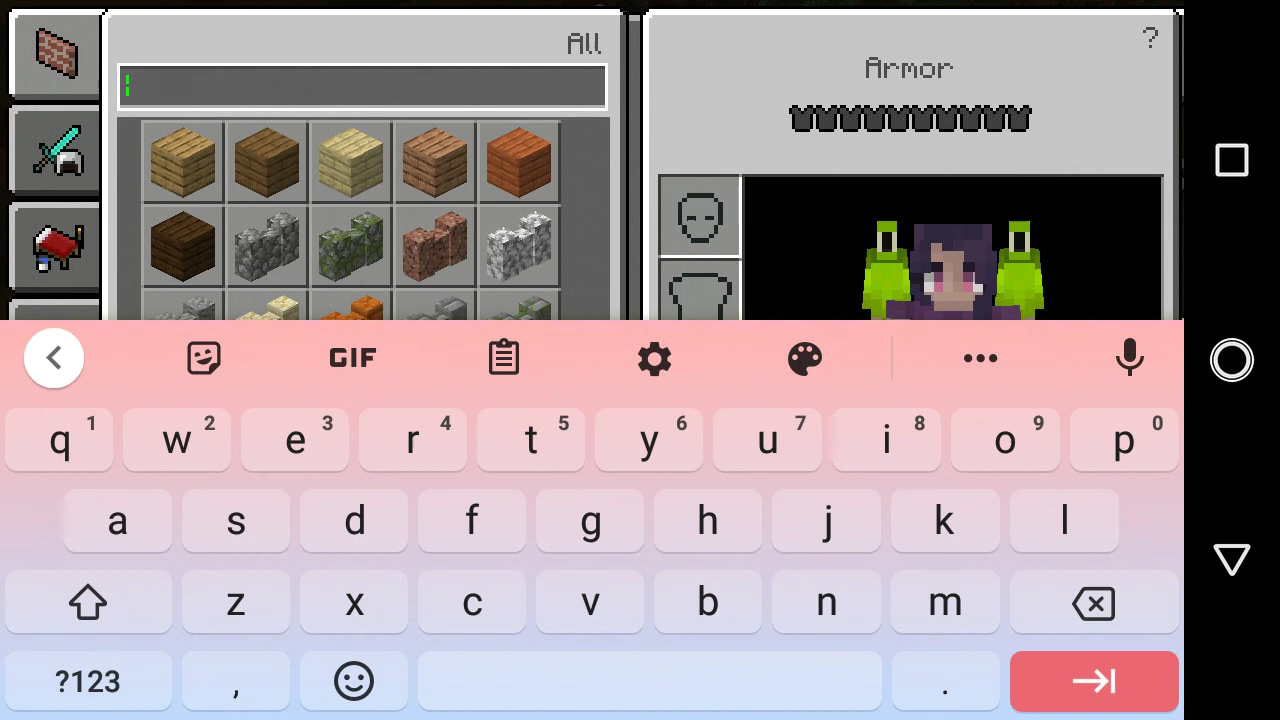 All
?
Armor
GIF
q 1 w 2 e 3 r 4 t 5 y 6 u 7 i 8 o 9 p 0
a s d f g h j k l
z x c v b n m
?123 , .